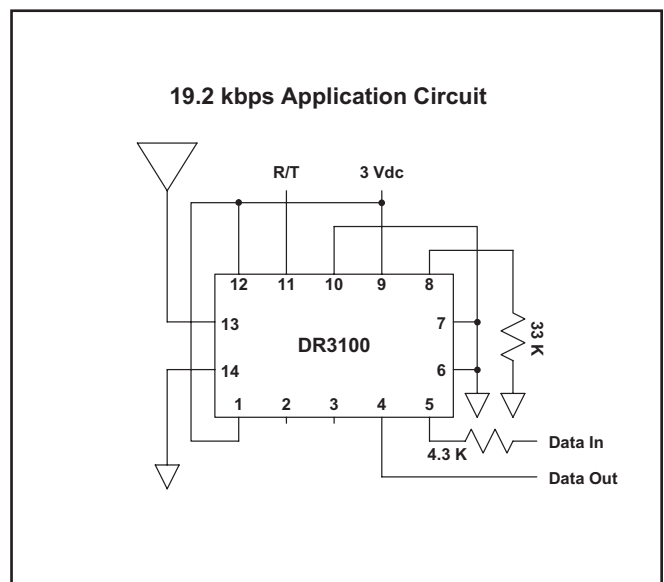 19.2 kbps Application Circuit
R/T 3 Vdc
12 11 10 9 8
13 7
33 K
DR3100
14 6
1 2 3 4 5
4.3 K Data In
Data Out